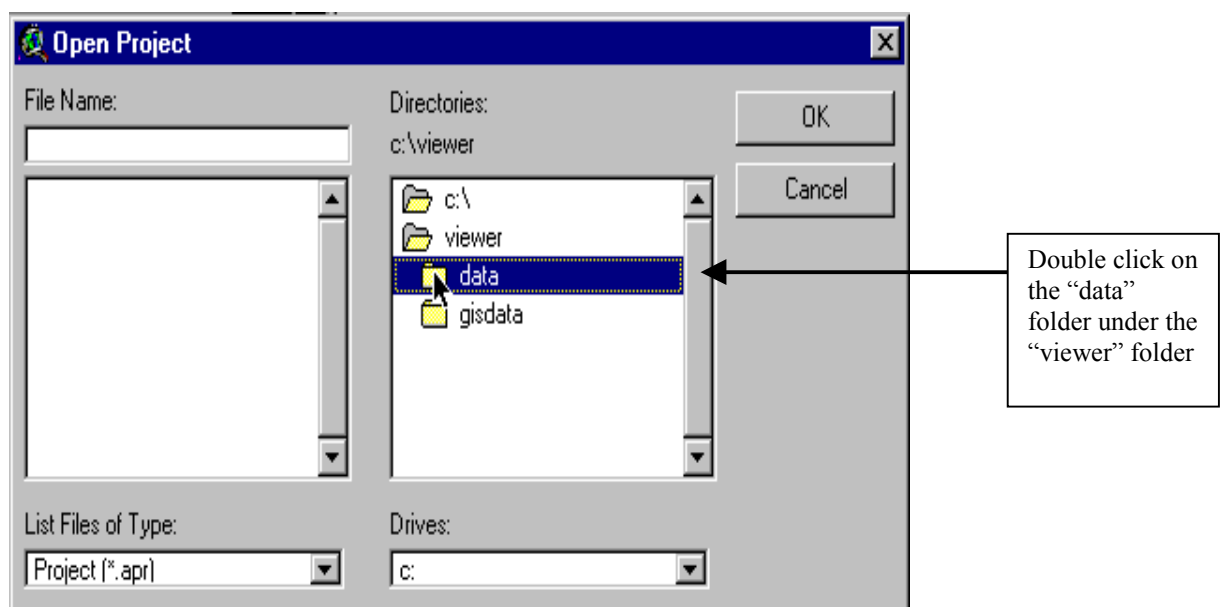 Open Project
File Name:
Directories:
c:\viewer
OK
Cancel
c:\
viewer
data
gisdata
Double click on
the “data”
folder under the
“viewer” folder
List Files of Type:
Project (*.apr)
Drives:
c: